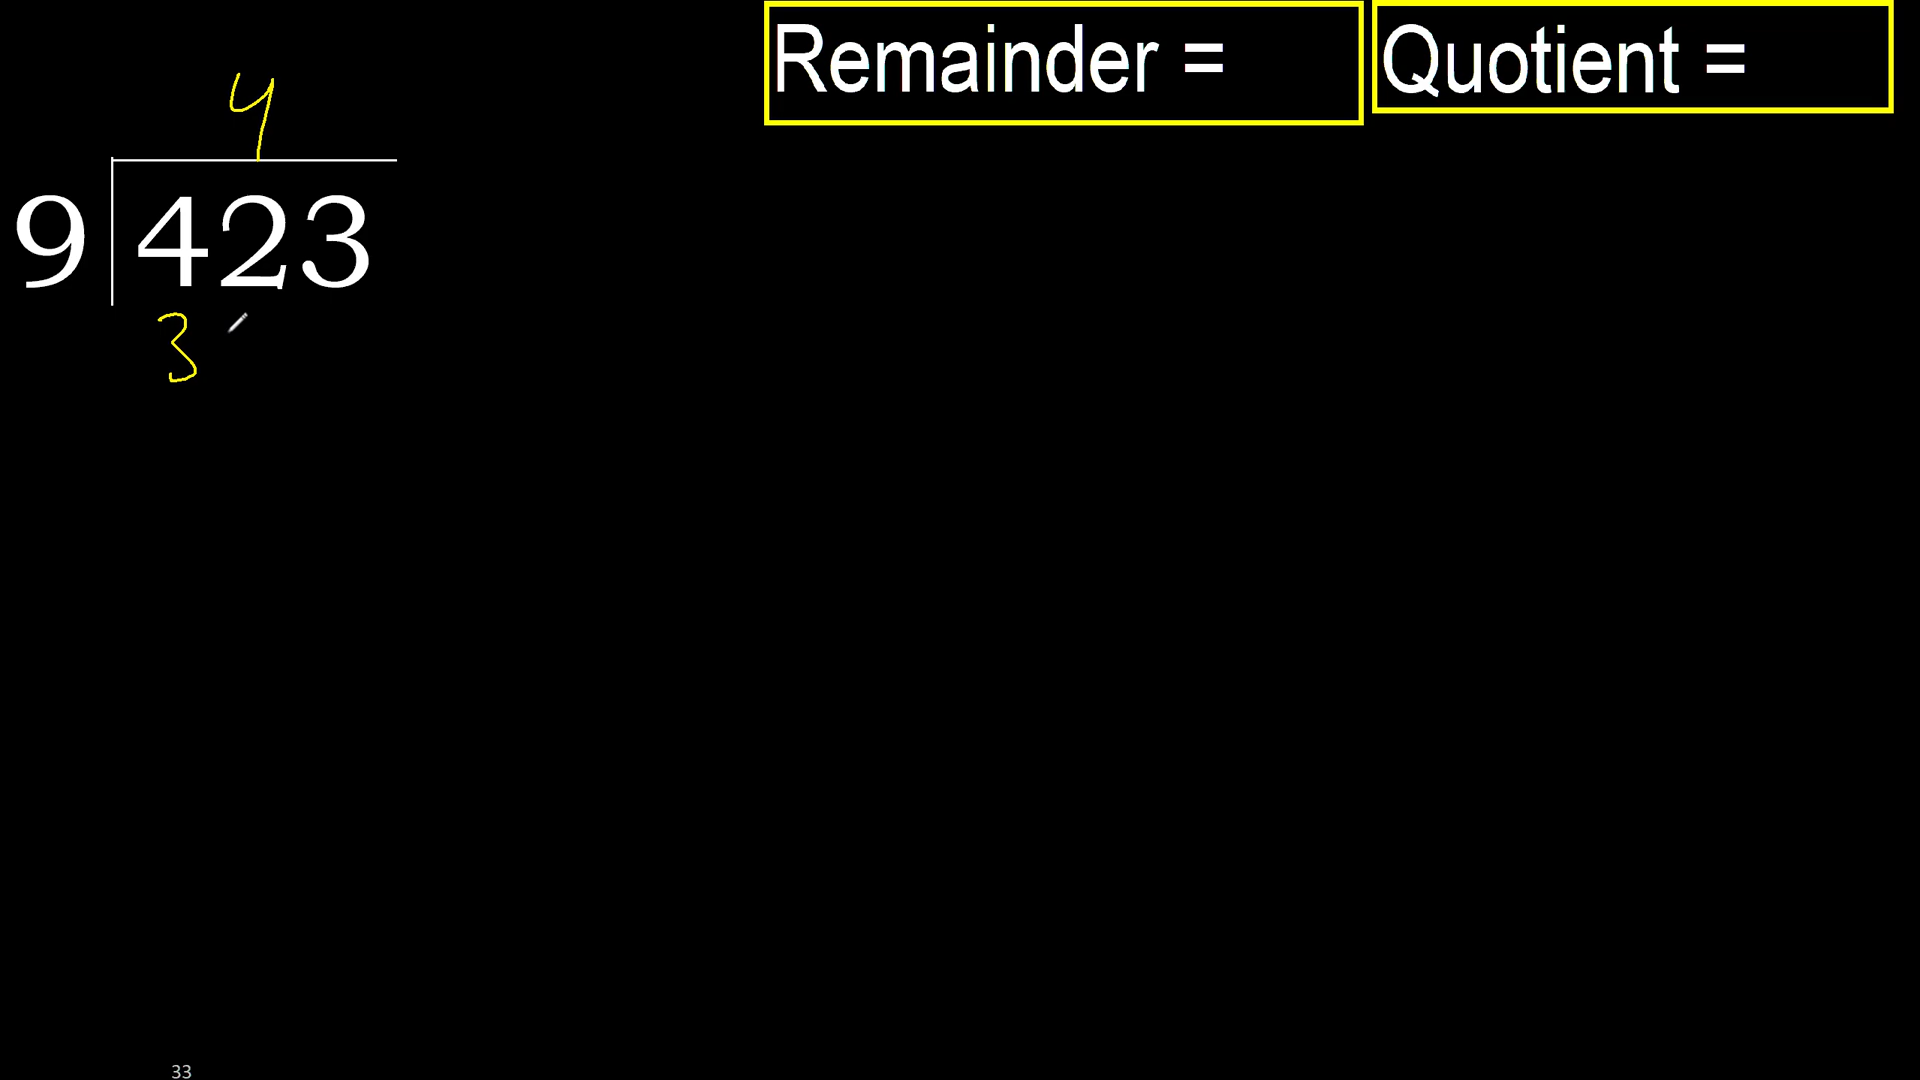 Remainder = Quotient =
4
9 423
3
33